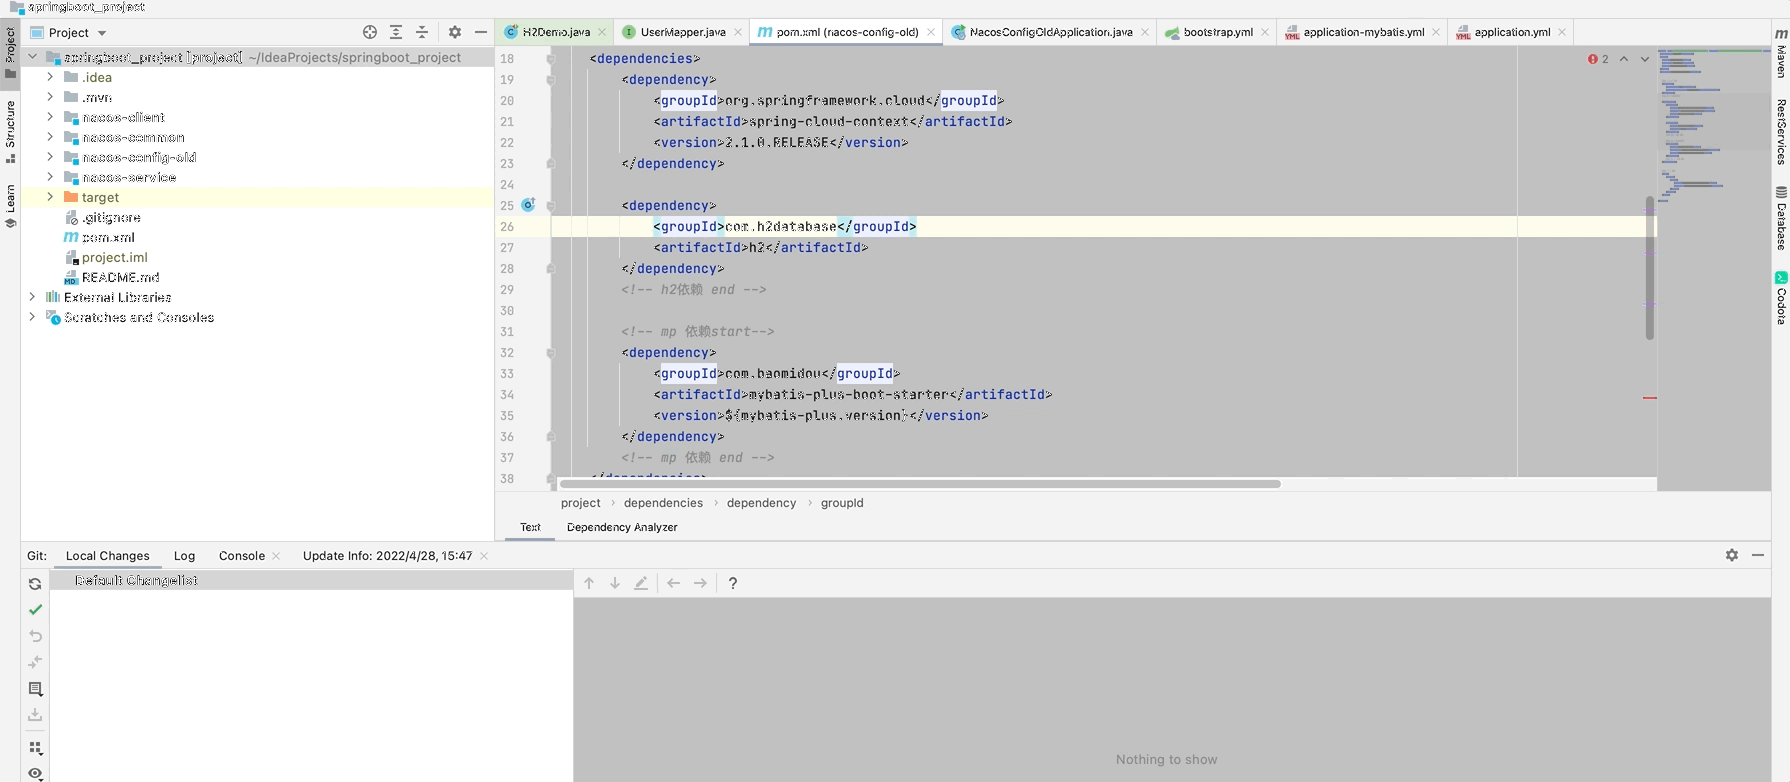 springboot_project
Project
H2Demo.java
UserMapper.java
pom.xml (nacos-config-old)
NacosConfigOldApplication.java
bootstrap.yml
application-mybatis.yml
application.yml
Project
Structure
Learn
springboot_project [project] ~/IdeaProjects/springboot_project
.idea
.mvn
nacos-client
nacos-common
nacos-config-old
nacos-service
target
.gitignore
pom.xml
project.iml
README.md
External Libraries
Scratches and Consoles
2
18 <dependencies>
19 <dependency>
20 <groupId>org.springframework.cloud</groupId>
21 <artifactId>spring-cloud-context</artifactId>
22 <version>2.1.0.RELEASE</version>
23 </dependency>
24
25 <dependency>
26 <groupId>com.h2database</groupId>
27 <artifactId>h2</artifactId>
28 </dependency>
29 <!-- h2依赖 end -->
30
31 <!-- mp 依赖start-->
32 <dependency>
33 <groupId>com.baomidou</groupId>
34 <artifactId>mybatis-plus-boot-starter</artifactId>
35 <version>${mybatis-plus.version}</version>
36 </dependency>
37 <!-- mp 依赖 end -->
38 </dependencies>
project > dependencies > dependency > groupId
Text
Dependency Analyzer
Maven
RestServices
Database
Codota
Git:
Local Changes
Log
Console
Update Info: 2022/4/28, 15:47
Default Changelist
?
Nothing to show